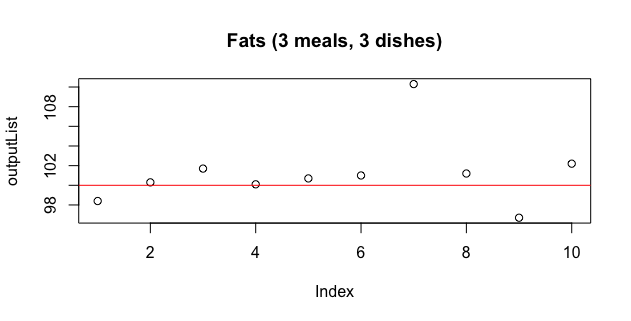 Fats (3 meals, 3 dishes)
108
102
98
outputList
2 4 6 8 10
Index